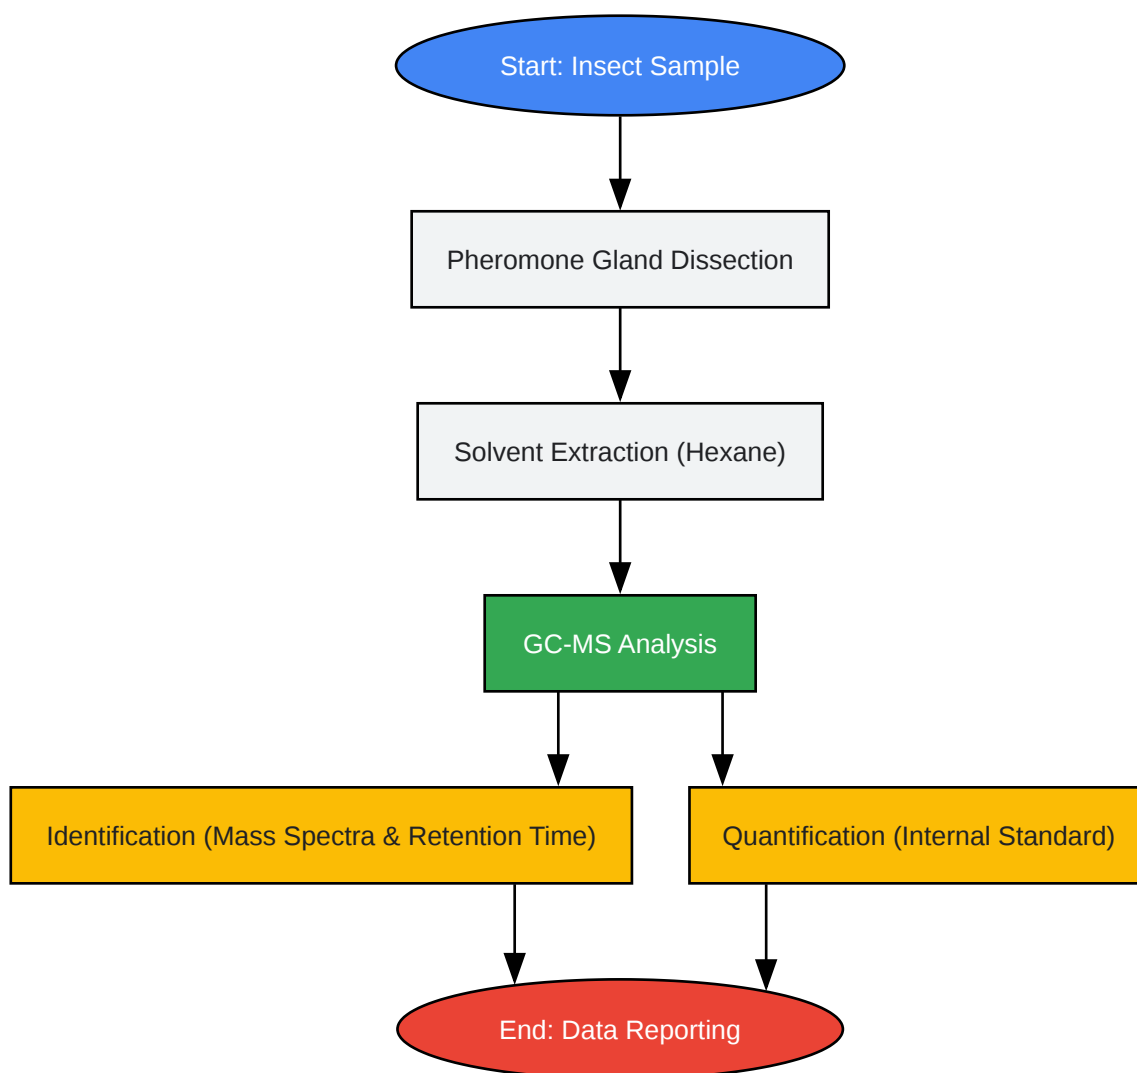 Start: Insect Sample
Pheromone Gland Dissection
Solvent Extraction (Hexane)
GC-MS Analysis
Identification (Mass Spectra & Retention Time)
Quantification (Internal Standard)
End: Data Reporting